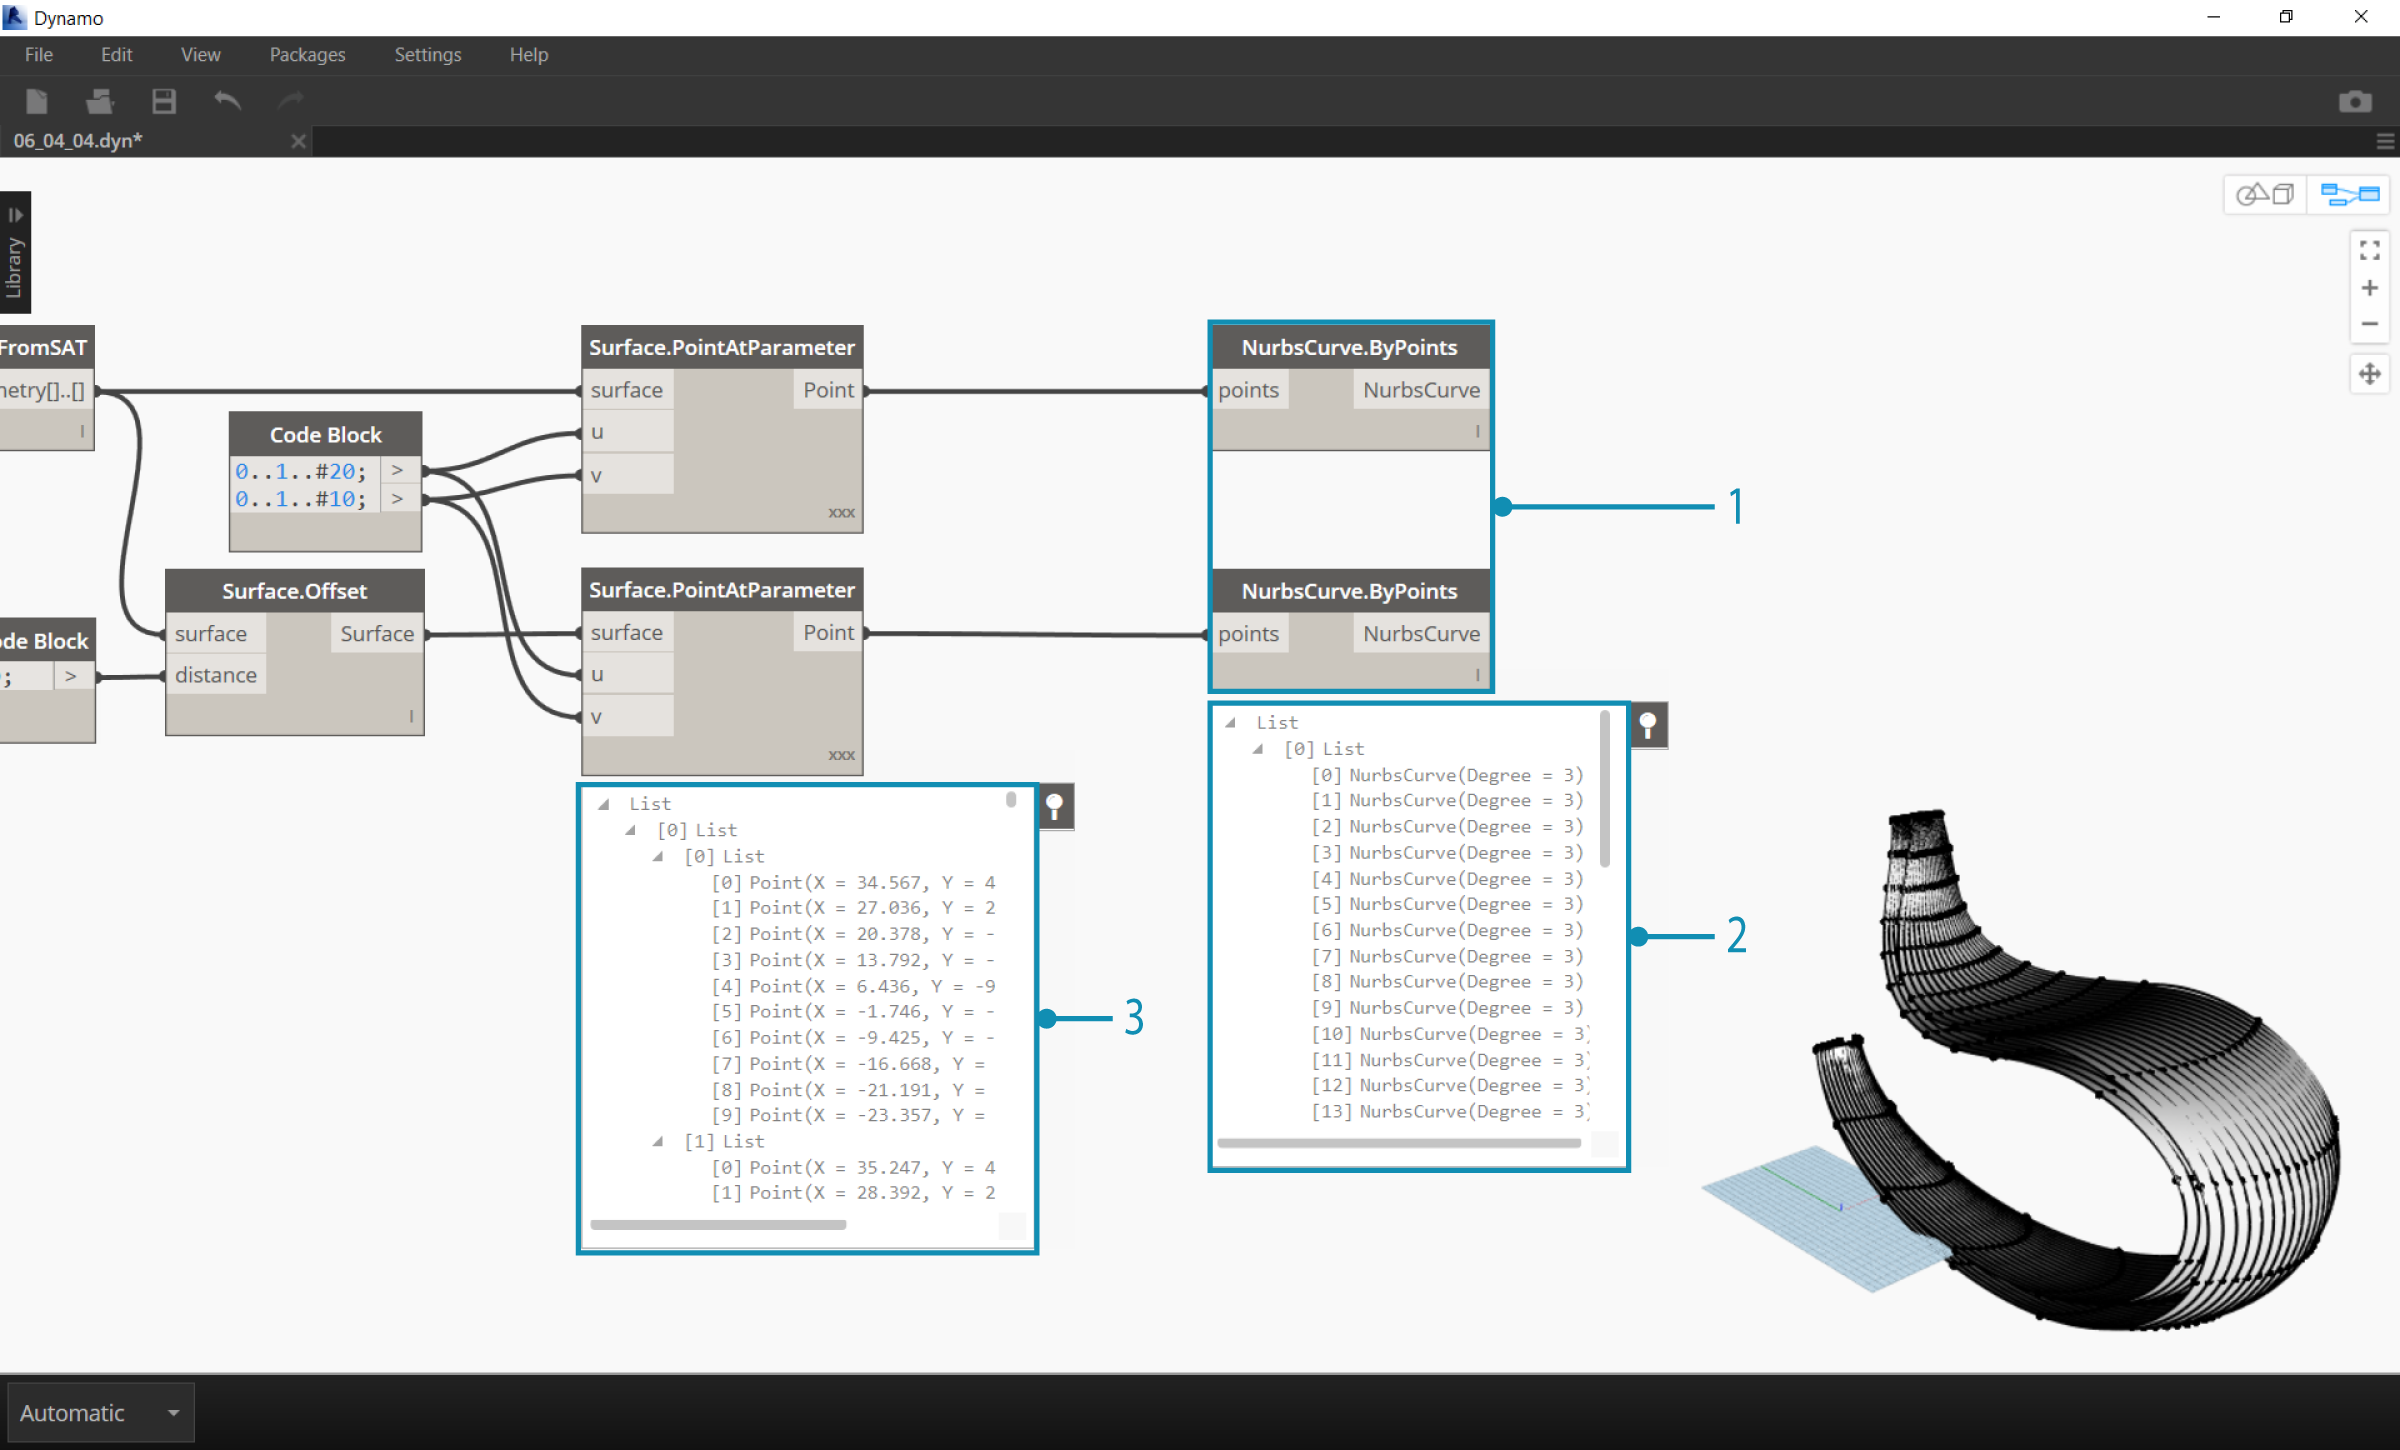 Dynamo
File Edit View Packages Settings Help
06_04_04.dyn*
Library
FromSAT
netry[]..[]
l
Code Block
0..1..#20; >
0..1..#10; >
Surface.PointAtParameter
surface Point
u
v
xxx
NurbsCurve.ByPoints
points NurbsCurve
l
1
Surface.Offset
surface Surface
distance
l
de Block
; >
Surface.PointAtParameter
surface Point
u
v
xxx
NurbsCurve.ByPoints
points NurbsCurve
l
List
[0] List
[0] NurbsCurve(Degree = 3)
[1] NurbsCurve(Degree = 3)
[2] NurbsCurve(Degree = 3)
[3] NurbsCurve(Degree = 3)
[4] NurbsCurve(Degree = 3)
[5] NurbsCurve(Degree = 3)
[6] NurbsCurve(Degree = 3)
[7] NurbsCurve(Degree = 3)
[8] NurbsCurve(Degree = 3)
[9] NurbsCurve(Degree = 3)
[10] NurbsCurve(Degree = 3)
[11] NurbsCurve(Degree = 3)
[12] NurbsCurve(Degree = 3)
[13] NurbsCurve(Degree = 3)
2
List
[0] List
[0] List
[0] Point(X = 34.567, Y = 4
[1] Point(X = 27.036, Y = 2
[2] Point(X = 20.378, Y = -
[3] Point(X = 13.792, Y = -
[4] Point(X = 6.436, Y = -9
[5] Point(X = -1.746, Y = -
[6] Point(X = -9.425, Y = -
[7] Point(X = -16.668, Y =
[8] Point(X = -21.191, Y =
[9] Point(X = -23.357, Y =
[1] List
[0] Point(X = 35.247, Y = 4
[1] Point(X = 28.392, Y = 2
3
Automatic